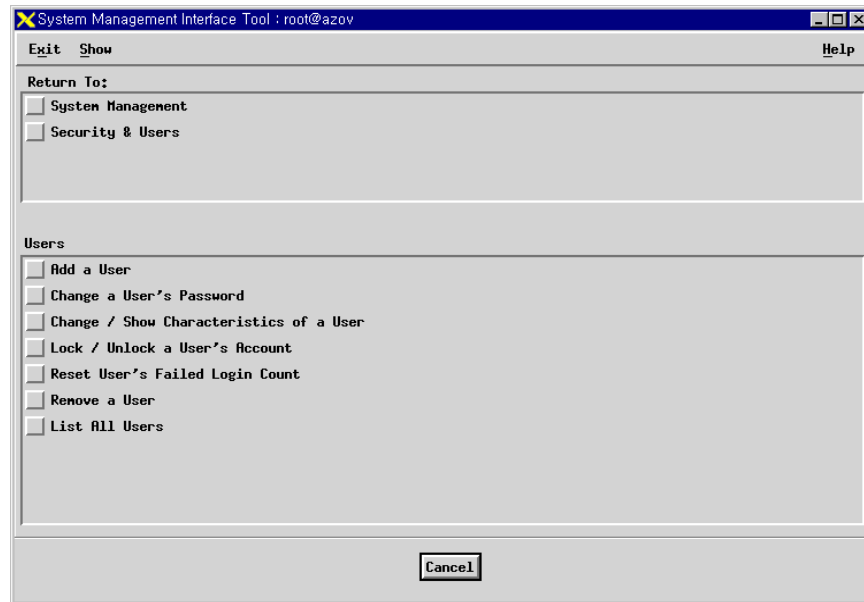 System Management Interface Tool : root@azov
Exit Show Help
Return To:
System Management
Security & Users
Users
Add a User
Change a User's Password
Change / Show Characteristics of a User
Lock / Unlock a User's Account
Reset User's Failed Login Count
Remove a User
List All Users
Cancel